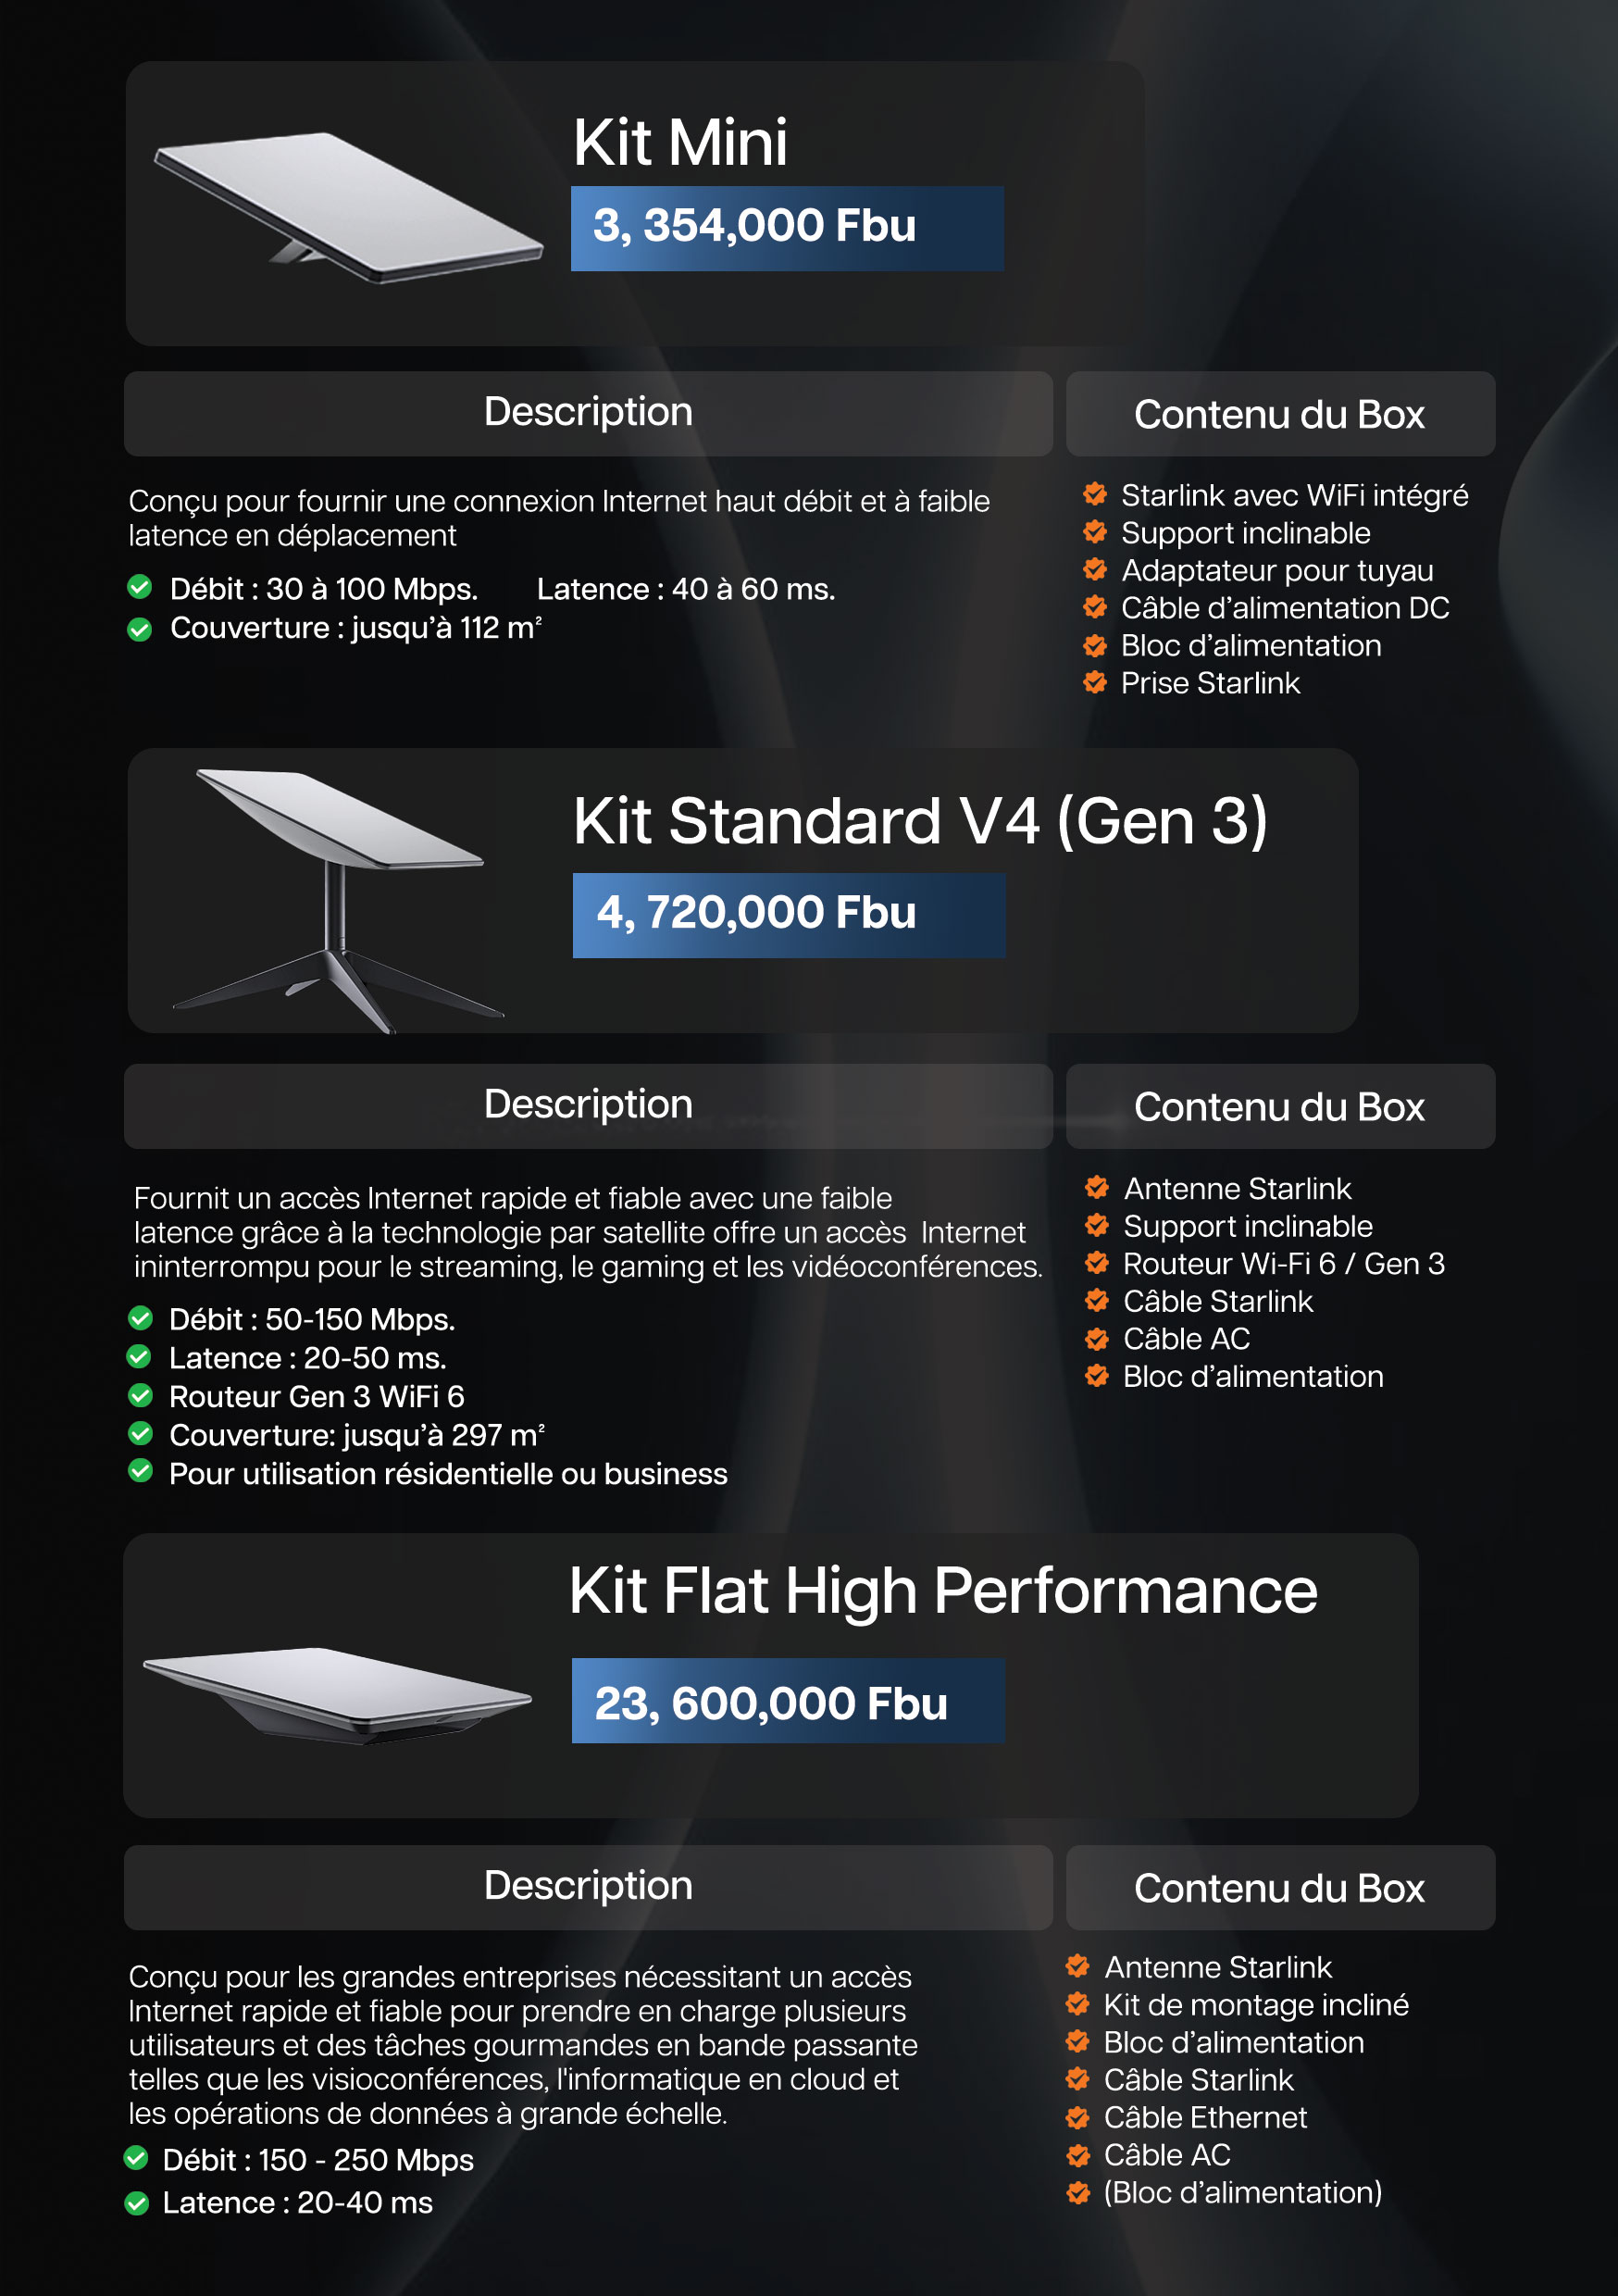 Kit Mini
3, 354,000 Fbu
Description
Contenu du Box
Conçu pour fournir une connexion Internet haut débit et à faible
latence en déplacement
Débit : 30 à 100 Mbps. Latence : 40 à 60 ms.
Couverture : jusqu’à 112 m²
Starlink avec WiFi intégré
Support inclinable
Adaptateur pour tuyau
Câble d’alimentation DC
Bloc d’alimentation
Prise Starlink
Kit Standard V4 (Gen 3)
4, 720,000 Fbu
Description
Contenu du Box
Fournit un accès Internet rapide et fiable avec une faible
latence grâce à la technologie par satellite offre un accès Internet
ininterrompu pour le streaming, le gaming et les vidéoconférences.
Débit : 50-150 Mbps.
Latence : 20-50 ms.
Routeur Gen 3 WiFi 6
Couverture: jusqu’à 297 m²
Pour utilisation résidentielle ou business
Antenne Starlink
Support inclinable
Routeur Wi-Fi 6 / Gen 3
Câble Starlink
Câble AC
Bloc d’alimentation
Kit Flat High Performance
23, 600,000 Fbu
Description
Contenu du Box
Conçu pour les grandes entreprises nécessitant un accès
Internet rapide et fiable pour prendre en charge plusieurs
utilisateurs et des tâches gourmandes en bande passante
telles que les visioconférences, l'informatique en cloud et
les opérations de données à grande échelle.
Débit : 150 - 250 Mbps
Latence : 20-40 ms
Antenne Starlink
Kit de montage incliné
Bloc d’alimentation
Câble Starlink
Câble Ethernet
Câble AC
(Bloc d’alimentation)